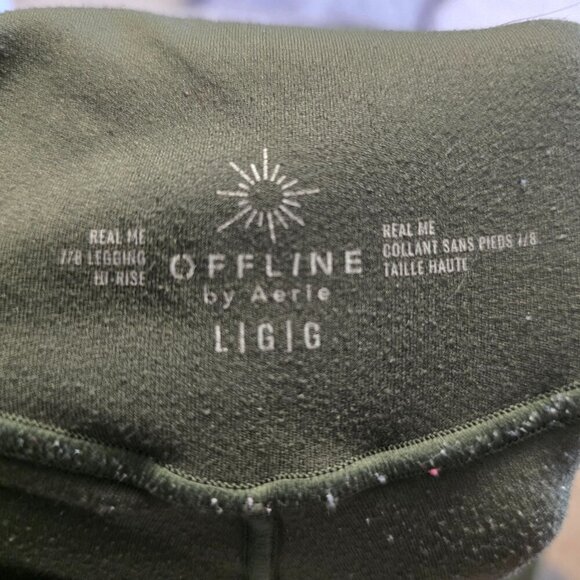 REAL ME
7/8 LEGGING
HI-RISE
OFFLINE
by Aerie
L|G|G
REAL ME
COLLANT SANS PIEDS 7/8
TAILLE HAUTE